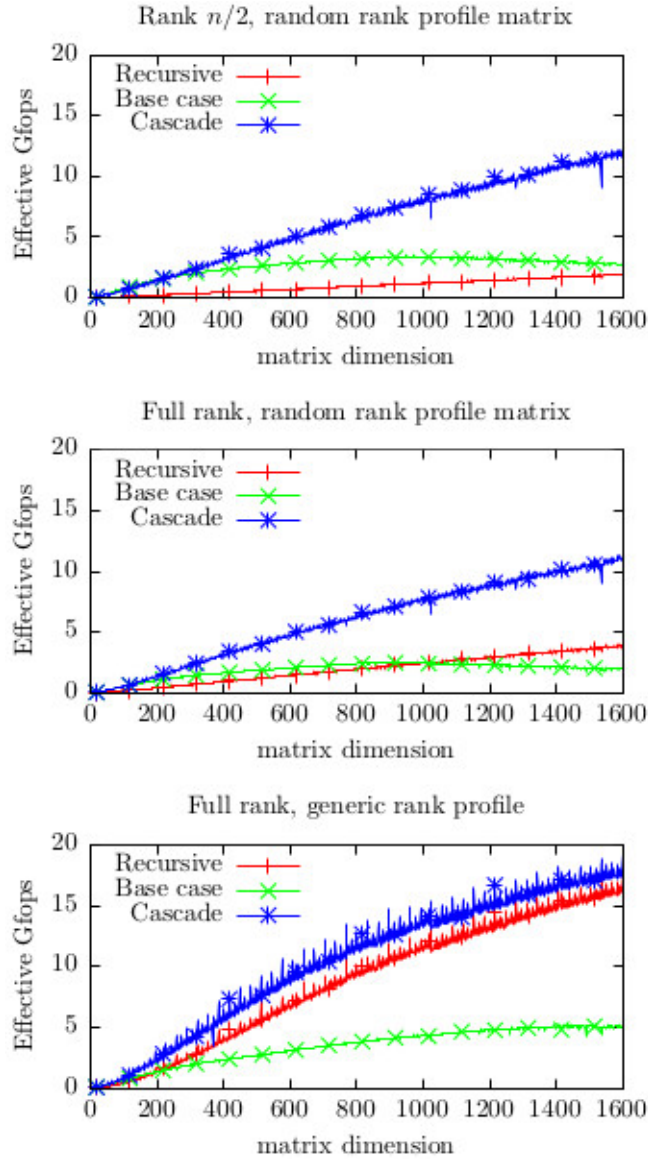 Rank n/2, random rank profile matrix
20
15
10
5
0
Effective Gfops
Recursive
Base case
Cascade
0 200 400 600 800 1000 1200 1400 1600
matrix dimension
Full rank, random rank profile matrix
20
15
10
5
0
Effective Gfops
Recursive
Base case
Cascade
0 200 400 600 800 1000 1200 1400 1600
matrix dimension
Full rank, generic rank profile
20
15
10
5
0
Effective Gfops
Recursive
Base case
Cascade
0 200 400 600 800 1000 1200 1400 1600
matrix dimension